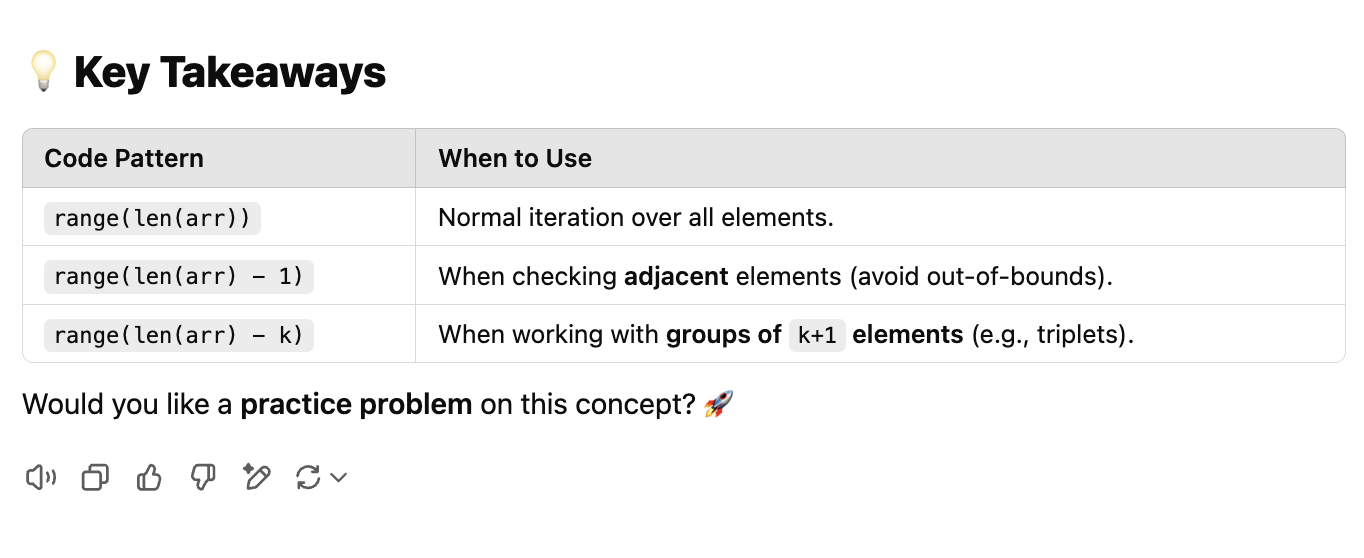 💡 Key Takeaways
Code Pattern When to Use
range(len(arr)) Normal iteration over all elements.
range(len(arr) - 1) When checking adjacent elements (avoid out-of-bounds).
range(len(arr) - k) When working with groups of k+1 elements (e.g., triplets).
Would you like a practice problem on this concept? 🚀